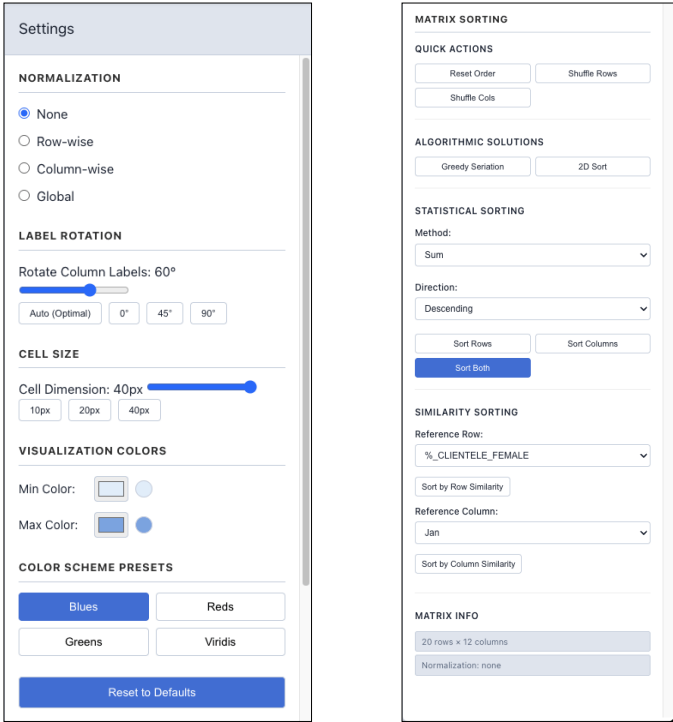 Settings
NORMALIZATION
None
Row-wise
Column-wise
Global
LABEL ROTATION
Rotate Column Labels: 60°
Auto (Optimal) 0° 45° 90°
CELL SIZE
Cell Dimension: 40px
10px 20px 40px
VISUALIZATION COLORS
Min Color:
Max Color:
COLOR SCHEME PRESETS
Blues Reds
Greens Viridis
Reset to Defaults
MATRIX SORTING
QUICK ACTIONS
Reset Order Shuffle Rows
Shuffle Cols
ALGORITHMIC SOLUTIONS
Greedy Seriation 2D Sort
STATISTICAL SORTING
Method:
Sum
Direction:
Descending
Sort Rows Sort Columns
Sort Both
SIMILARITY SORTING
Reference Row:
%_CLIENTELE_FEMALE
Sort by Row Similarity
Reference Column:
Jan
Sort by Column Similarity
MATRIX INFO
20 rows × 12 columns
Normalization: none